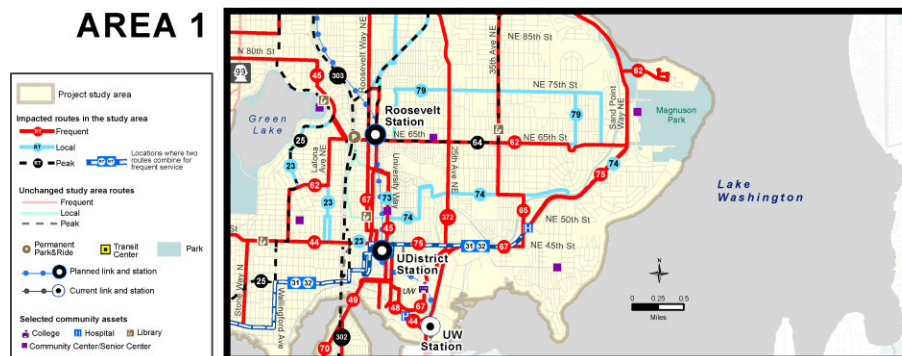 AREA 1
Project study area
Impacted routes in the study area
RT Frequent
RT Local
RT Peak
RT RT Locations where two
routes combine for
frequent service
Unchanged study area routes
Frequent
Local
Peak
Permanent
Park&Ride
Transit
Center
Park
Planned link and station
Current link and station
Selected community assets
College
Hospital
Library
Community Center/Senior Center
N 80th St
99
45
303
Roosevelt Way NE
35th Ave NE
NE 85th St
62
79
NE 75th St
79
Sand Point
Way NE
Magnuson
Park
Green
Lake
Roosevelt
Station
NE 65th
64
62
NE 65th St
25
Latona
Ave NE
23
62
23
67
University Way
73
74
45
25th Ave NE
74
372
65
74
75
Lake
Washington
NE 50th St
44
23
75
31 32
67
NE 45th St
UDistrict
Station
Stone Way N
25
31 32
Wallingford Ave
UW
49
48
67
44
UW
Station
302
70
N
0 0.25 0.5
Miles